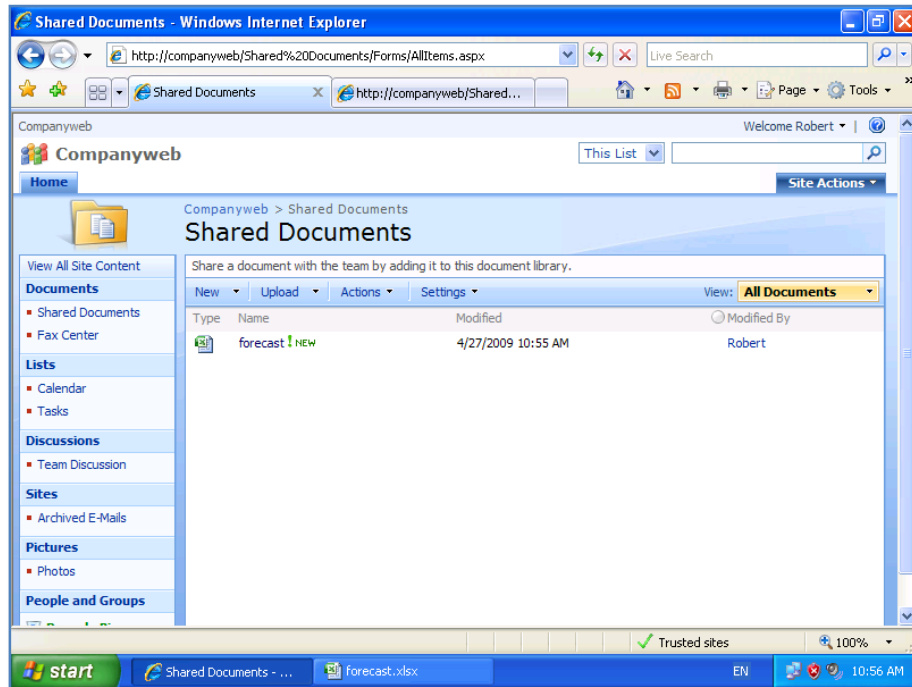 Shared Documents - Windows Internet Explorer
http://companyweb/Shared%20Documents/Forms/AllItems.aspx
Live Search
Shared Documents
http://companyweb/Shared...
Page
Tools
Companyweb
Welcome Robert
Companyweb
This List
Home
Site Actions
Companyweb > Shared Documents
Shared Documents
View All Site Content
Share a document with the team by adding it to this document library.
Documents
New Upload Actions Settings
View: All Documents
Shared Documents
Type Name Modified Modified By
Fax Center
forecast ! NEW 4/27/2009 10:55 AM Robert
Lists
Calendar
Tasks
Discussions
Team Discussion
Sites
Archived E-Mails
Pictures
Photos
People and Groups
Trusted sites
100%
start
Shared Documents - ...
forecast.xlsx
EN
10:56 AM